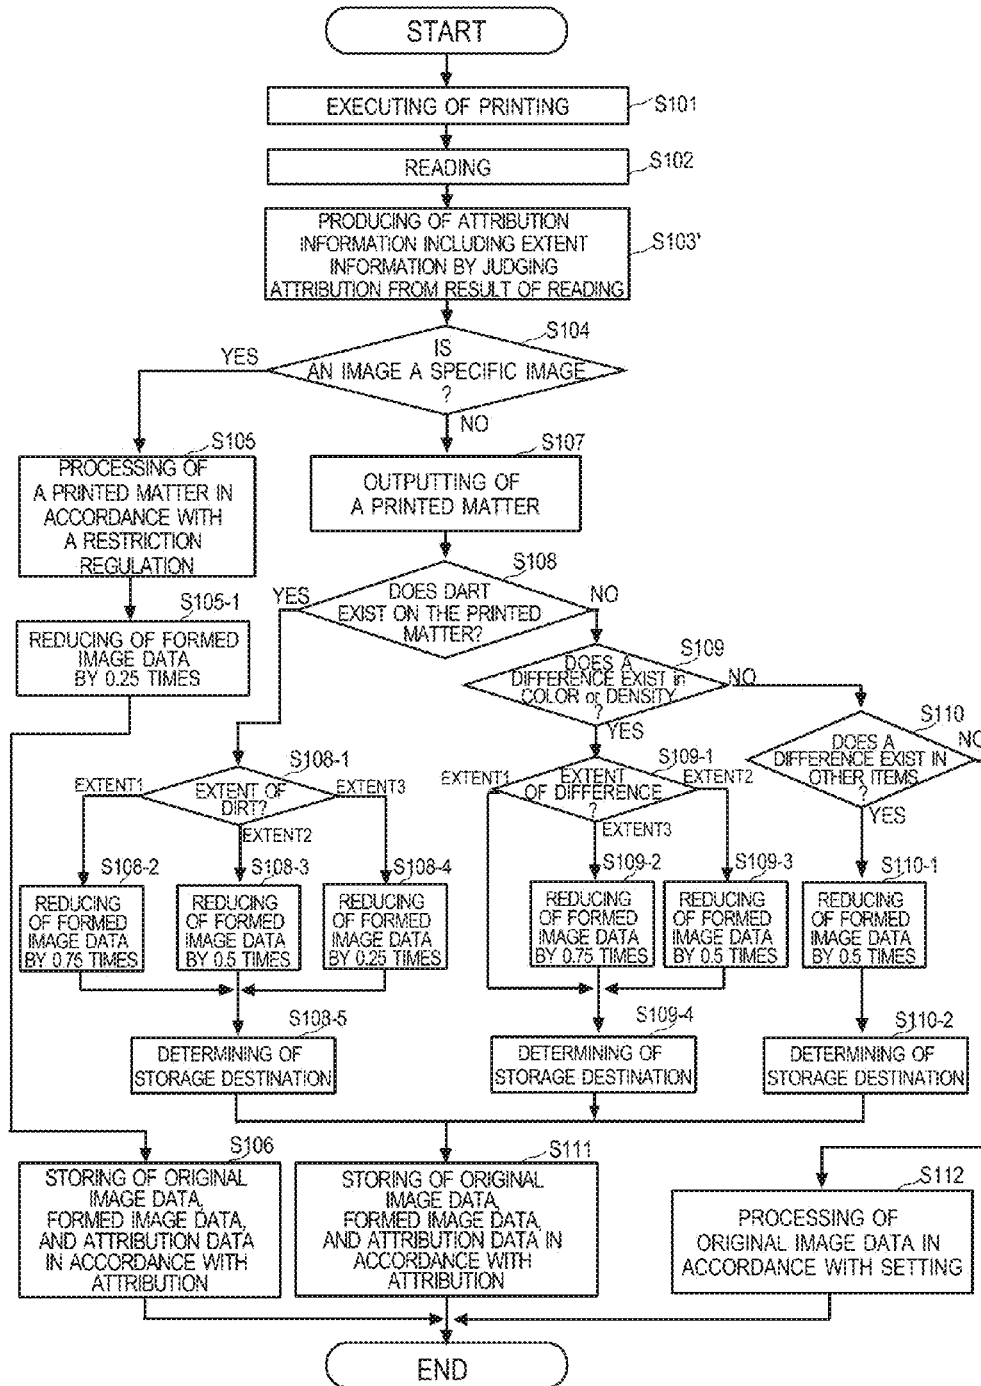 START
EXECUTING OF PRINTING
S101
READING
S102
PRODUCING OF ATTRIBUTION
INFORMATION INCLUDING EXTENT
INFORMATION BY JUDGING
ATTRIBUTION FROM RESULT OF READING
S103'
S104
YES
IS
AN IMAGE A SPECIFIC IMAGE
?
NO
S105
PROCESSING OF
A PRINTED MATTER IN
ACCORDANCE WITH
A RESTRICTION
REGULATION
S107
OUTPUTTING OF
A PRINTED MATTER
S105-1
REDUCING OF FORMED
IMAGE DATA
BY 0.25 TIMES
S108
YES
DOES DART
EXIST ON THE PRINTED
MATTER?
NO
S109
DOES A
DIFFERENCE EXIST in
COLOR or DENSITY
?
NO
YES
S110
DOES A
DIFFERENCE EXIST IN
OTHER ITEMS
?
NO
YES
S108-1
EXTENT1
EXTENT OF
DIRT?
EXTENT3
EXTENT2
S109-1
EXTENT1
EXTENT
OF DIFFERENCE
?
EXTENT2
EXTENT3
S108-2
REDUCING
OF FORMED
IMAGE DATA
BY 0.75 TIMES
S108-3
REDUCING
OF FORMED
IMAGE DATA
BY 0.5 TIMES
S108-4
REDUCING
OF FORMED
IMAGE DATA
BY 0.25 TIMES
S109-2
REDUCING
OF FORMED
IMAGE DATA
BY 0.75 TIMES
S109-3
REDUCING
OF FORMED
IMAGE DATA
BY 0.5 TIMES
S110-1
REDUCING
OF FORMED
IMAGE DATA
BY 0.5 TIMES
S108-5
DETERMINING OF
STORAGE DESTINATION
S109-4
DETERMINING OF
STORAGE DESTINATION
S110-2
DETERMINING OF
STORAGE DESTINATION
S106
STORING OF ORIGINAL
IMAGE DATA,
FORMED IMAGE DATA,
AND ATTRIBUTION DATA
IN ACCORDANCE WITH
ATTRIBUTION
S111
STORING OF ORIGINAL
IMAGE DATA,
FORMED IMAGE DATA,
AND ATTRIBUTION DATA IN
ACCORDANCE WITH
ATTRIBUTION
S112
PROCESSING OF
ORIGINAL IMAGE DATA IN
ACCORDANCE WITH SETTING
END